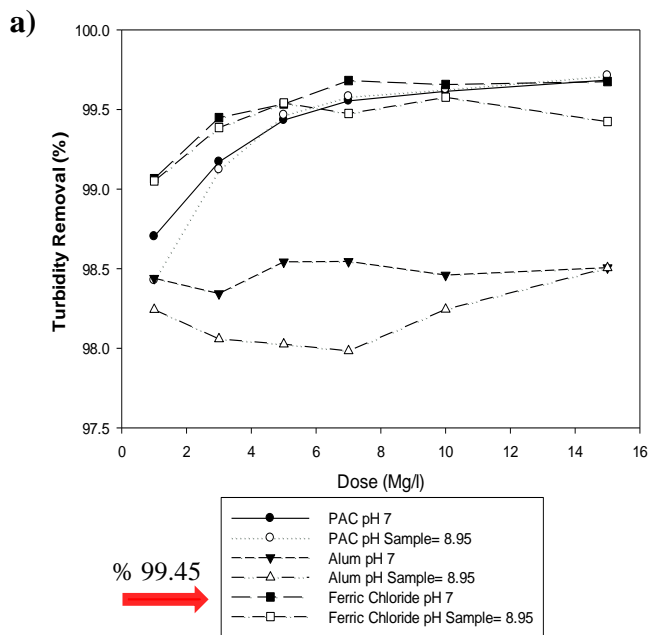 a)
100.0
99.5
99.0
98.5
98.0
97.5
Turbidity Removal (%)
0 2 4 6 8 10 12 14 16
Dose (Mg/l)
PAC pH 7
PAC pH Sample= 8.95
Alum pH 7
Alum pH Sample= 8.95
% 99.45
Ferric Chloride pH 7
Ferric Chloride pH Sample= 8.95